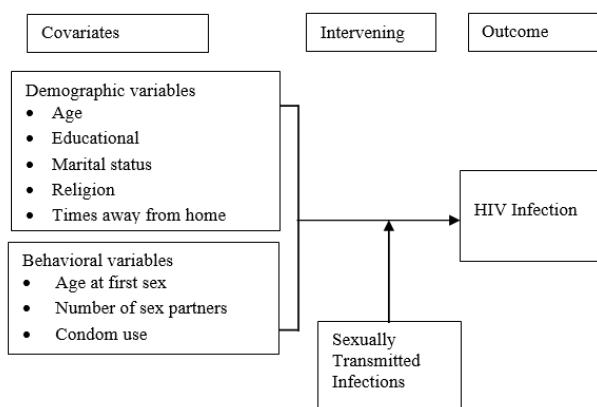 Covariates
Intervening
Outcome
Demographic variables
• Age
• Educational
• Marital status
• Religion
• Times away from home
Behavioral variables
• Age at first sex
• Number of sex partners
• Condom use
HIV Infection
Sexually
Transmitted
Infections